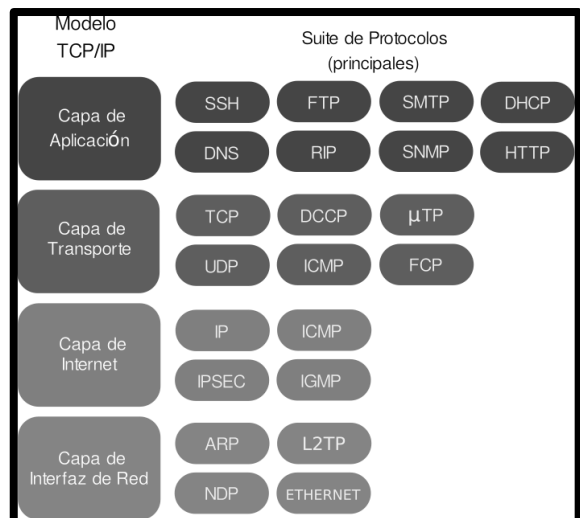 Modelo
TCP/IP
Suite de Protocolos
(principales)
Capa de
Aplicación
SSH FTP SMTP DHCP
DNS RIP SNMP HTTP
Capa de
Transporte
TCP DCCP µTP
UDP ICMP FCP
Capa de
Internet
IP ICMP
IPSEC IGMP
Capa de
Interfaz de Red
ARP L2TP
NDP ETHERNET